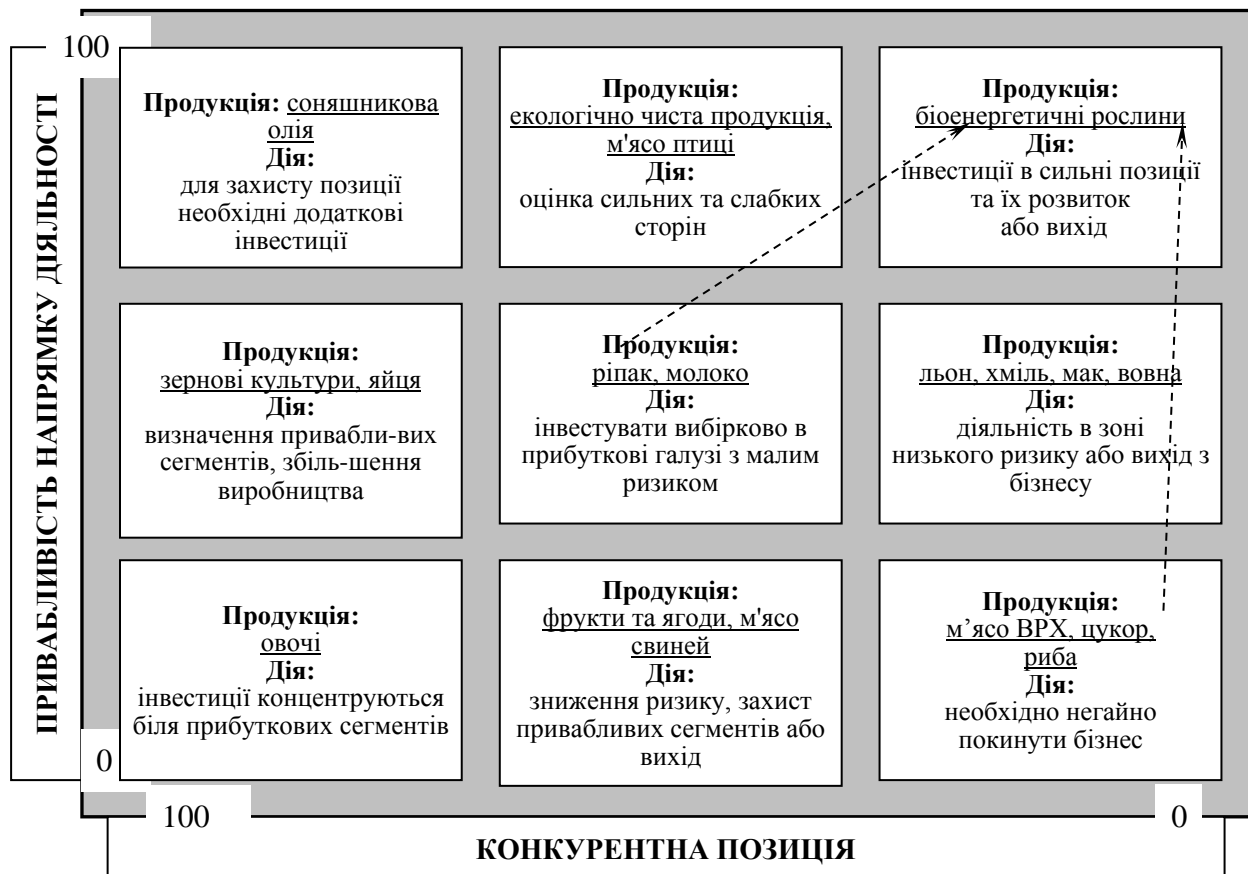 100
ПРИВАБЛИВІСТЬ НАПРЯМКУ ДІЯЛЬНОСТІ
Продукція: соняшникова
олія
Дія:
для захисту позиції
необхідні додаткові
інвестиції
Продукція:
екологічно чиста продукція,
м'ясо птиці
Дія:
оцінка сильних та слабких
сторін
Продукція:
біоенергетичні рослини
Дія:
інвестиції в сильні позиції
та їх розвиток
або вихід
Продукція:
зернові культури, яйця
Дія:
визначення привабли-вих
сегментів, збіль-шення
виробництва
Продукція:
ріпак, молоко
Дія:
інвестувати вибірково в
прибуткові галузі з малим
ризиком
Продукція:
льон, хміль, мак, вовна
Дія:
діяльність в зоні
низького ризику або вихід з
бізнесу
Продукція:
овочі
Дія:
інвестиції концентруються
біля прибуткових сегментів
Продукція:
фрукти та ягоди, м'ясо
свиней
Дія:
зниження ризику, захист
привабливих сегментів або
вихід
Продукція:
м’ясо ВРХ, цукор,
риба
Дія:
необхідно негайно
покинути бізнес
0
100
0
КОНКУРЕНТНА ПОЗИЦІЯ